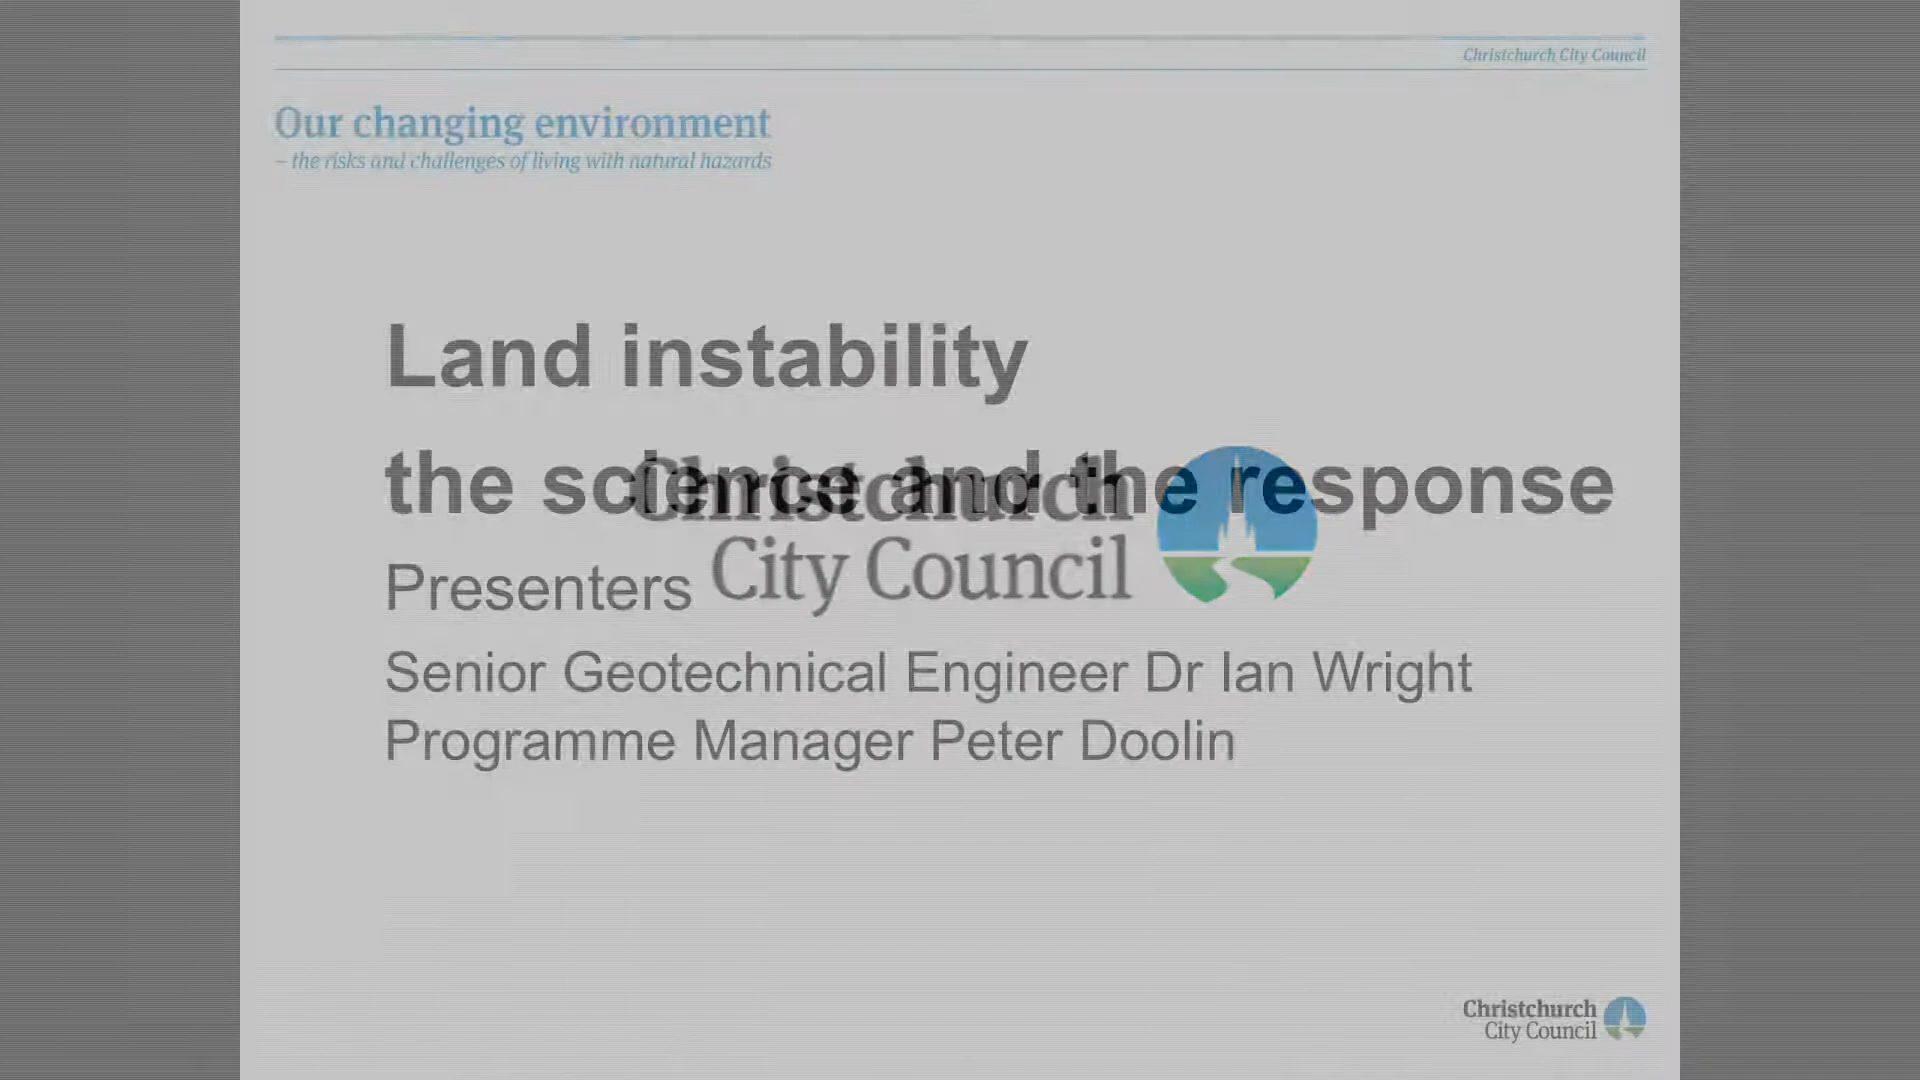 Christchurch City Council
Our changing environment
– the risks and challenges of living with natural hazards
Land instability
the science and the response
Christchurch
City Council
Presenters
Senior Geotechnical Engineer Dr Ian Wright
Programme Manager Peter Doolin
Christchurch
City Council